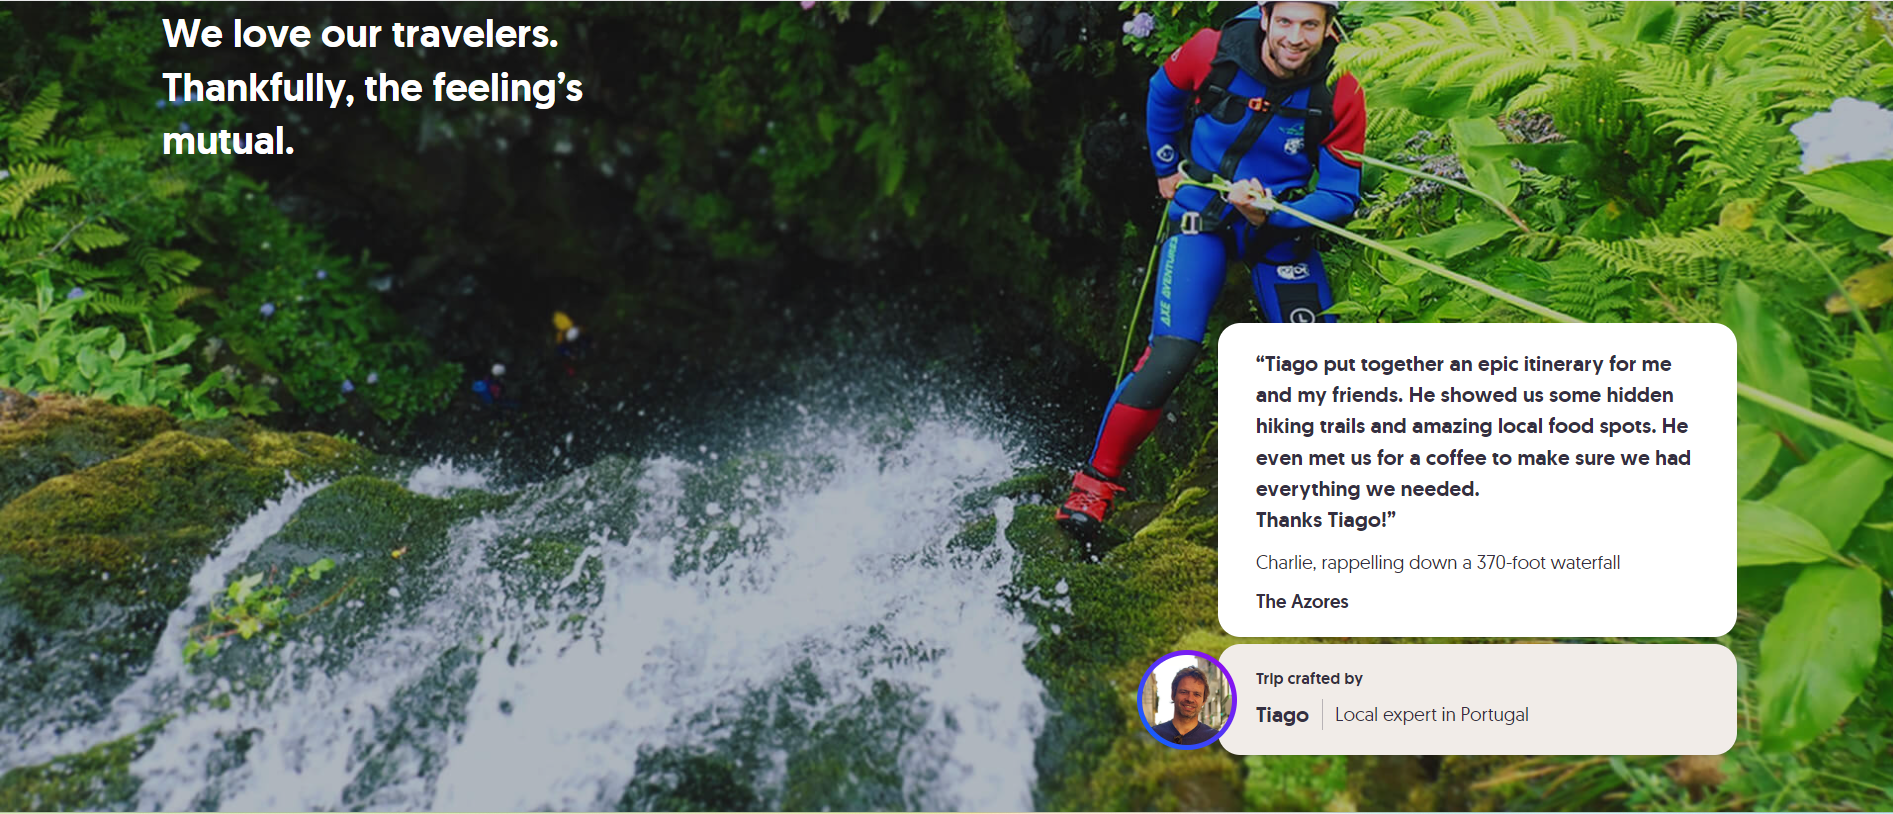 We love our travelers.
Thankfully, the feeling’s
mutual.
AXE AVENTURES
“Tiago put together an epic itinerary for me
and my friends. He showed us some hidden
hiking trails and amazing local food spots. He
even met us for a coffee to make sure we had
everything we needed.
Thanks Tiago!”
Charlie, rappelling down a 370-foot waterfall
The Azores
Trip crafted by
Tiago
Local expert in Portugal